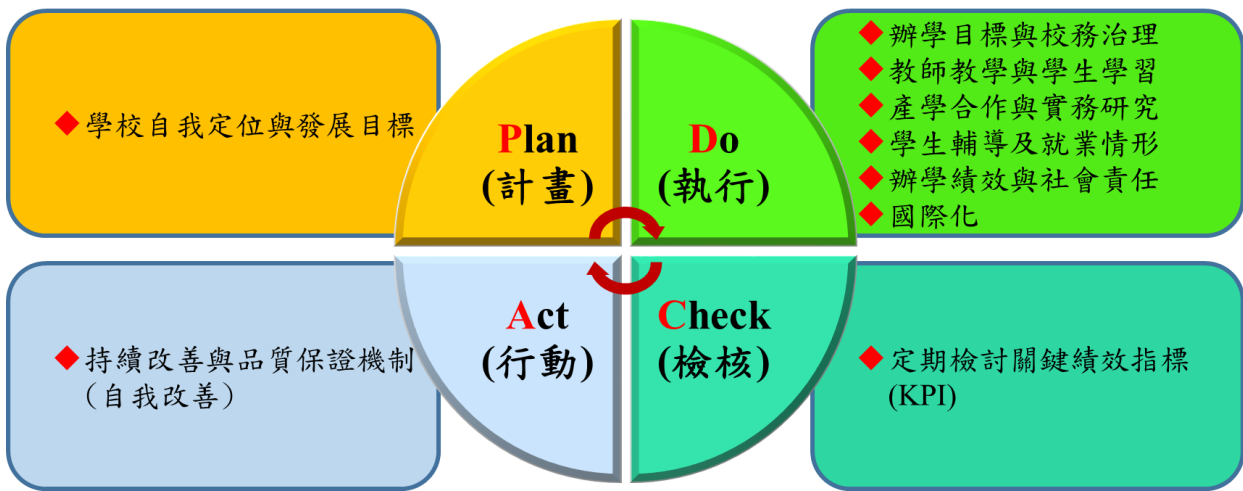 ◆學校自我定位與發展目標
Plan
(計畫)
Do
(執行)
◆辦學目標與校務治理
◆教師教學與學生學習
◆產學合作與實務研究
◆學生輔導及就業情形
◆辦學績效與社會責任
◆國際化
◆持續改善與品質保證機制
(自我改善)
Act
(行動)
Check
(檢核)
◆定期檢討關鍵績效指標
(KPI)